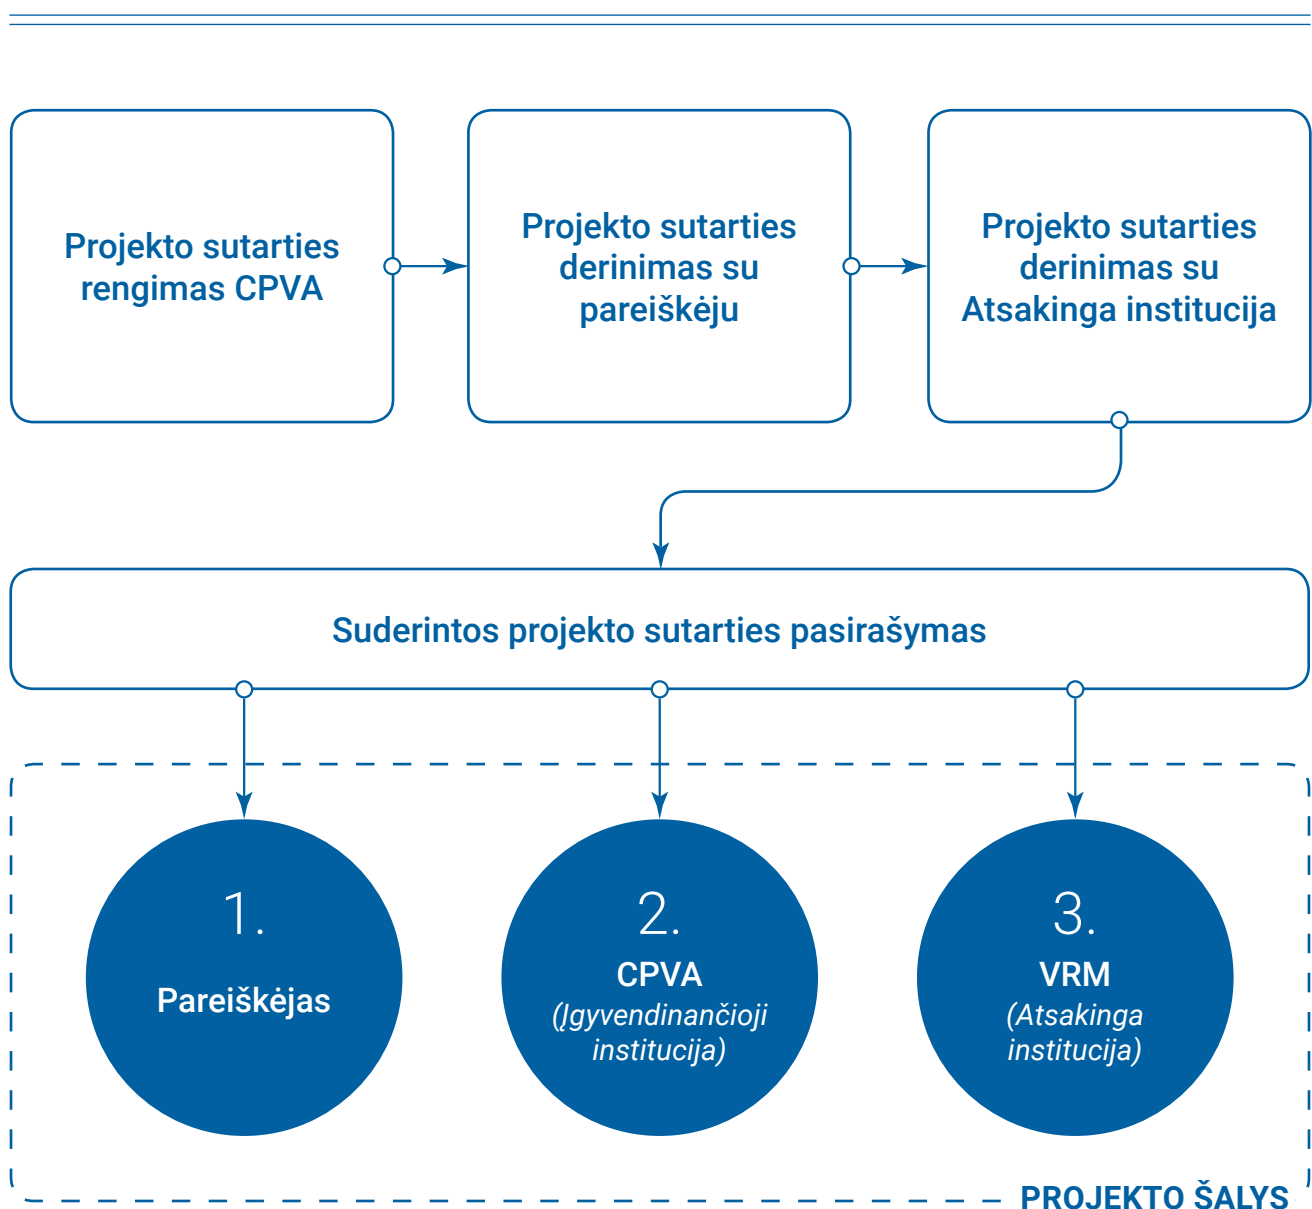 Projekto sutarties
rengimas CPVA
Projekto sutarties
derinimas su
pareiškėju
Projekto sutarties
derinimas su
Atsakinga institucija
Suderintos projekto sutarties pasirašymas
1.
Pareiškėjas
2.
CPVA
(Įgyvendinančioji
institucija)
3.
VRM
(Atsakinga
institucija)
PROJEKTO ŠALYS